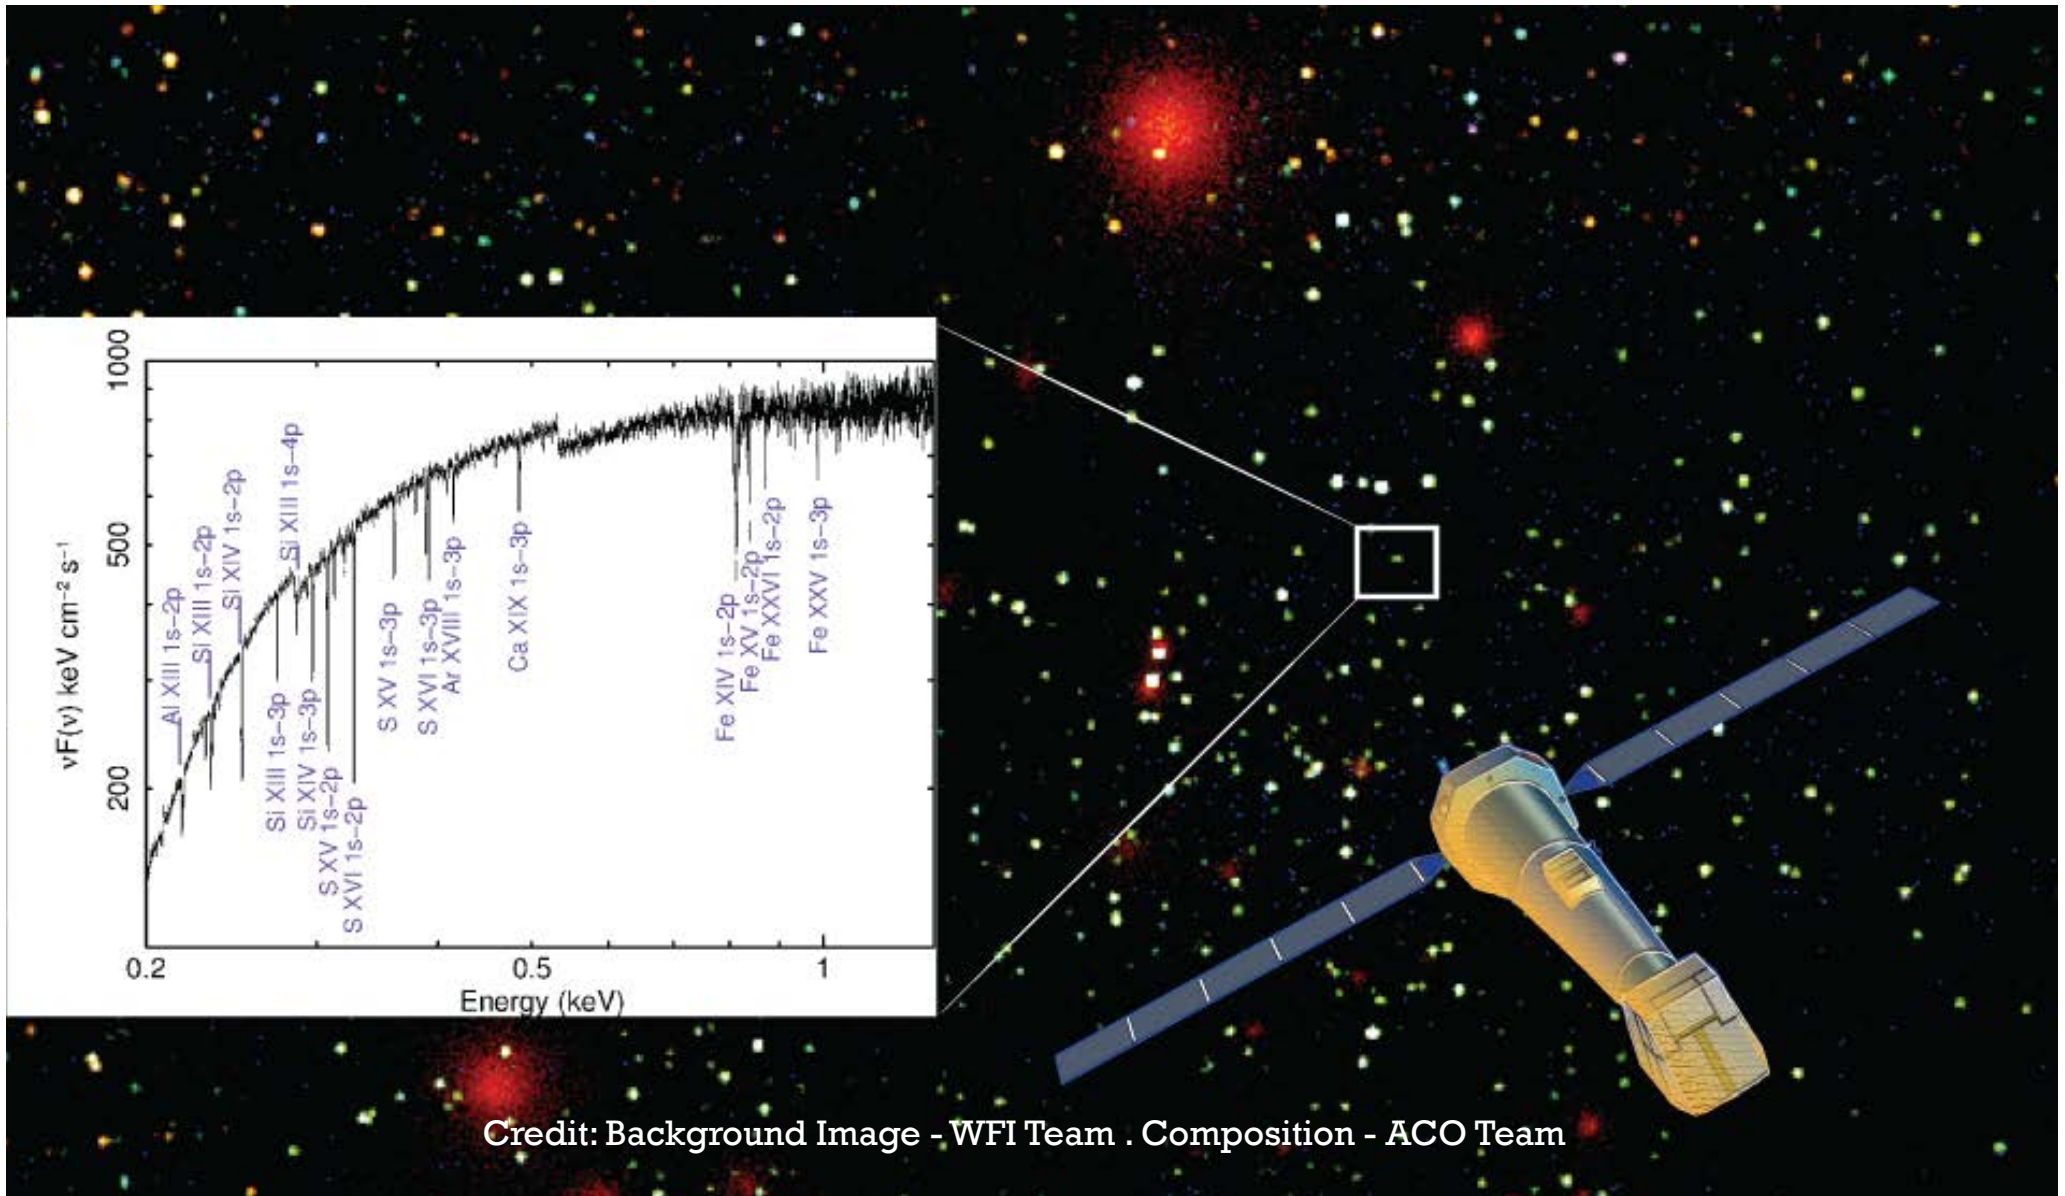 1000
500
200
νF(ν) keV cm⁻² s⁻¹
Al XII 1s–2p
Si XIII 1s–2p
Si XIV 1s–2p
Si XIII 1s–3p
Si XIII 1s–4p
Si XIV 1s–3p
S XV 1s–2p
S XVI 1s–2p
S XV 1s–3p
S XVI 1s–3p
Ar XVIII 1s–3p
Ca XIX 1s–3p
Fe XIV 1s–2p
Fe XV 1s–2p
Fe XXVI 1s–2p
Fe XXV 1s–3p
0.2
0.5
1
Energy (keV)
Credit: Background Image - WFI Team . Composition - ACO Team